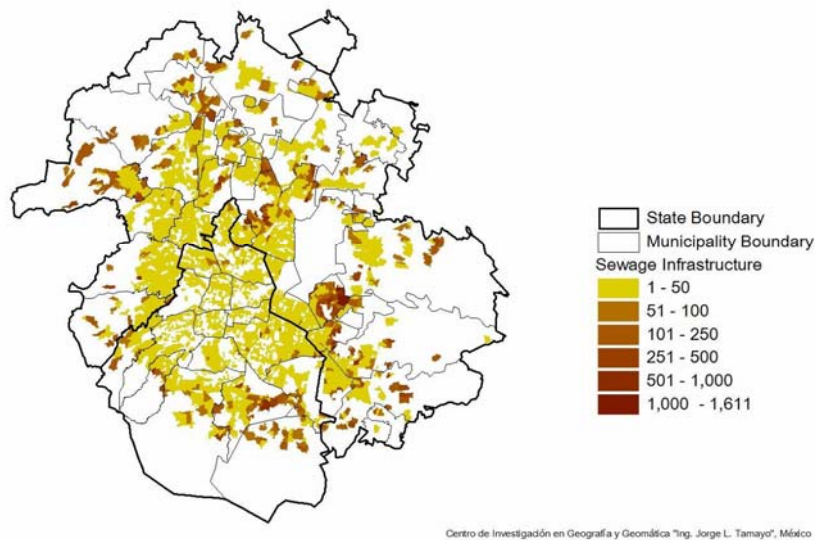 State Boundary
Municipality Boundary
Sewage Infrastructure
1 - 50
51 - 100
101 - 250
251 - 500
501 - 1,000
1,000 - 1,611
Centro de Investigación en Geografía y Geomática "Ing. Jorge L. Tamayo", México